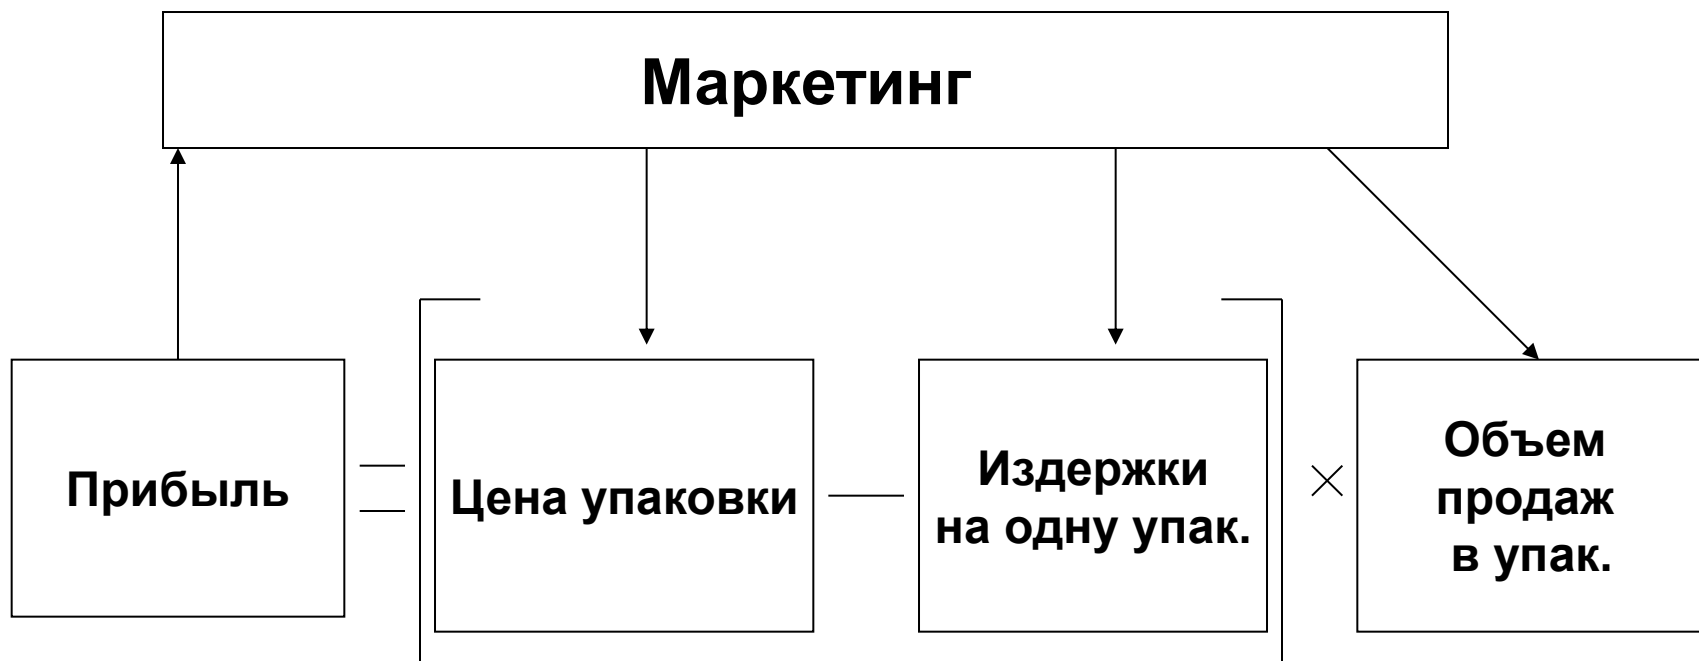 Маркетинг
Прибыль
Цена упаковки
Издержки
на одну упак.
Объем
продаж
в упак.